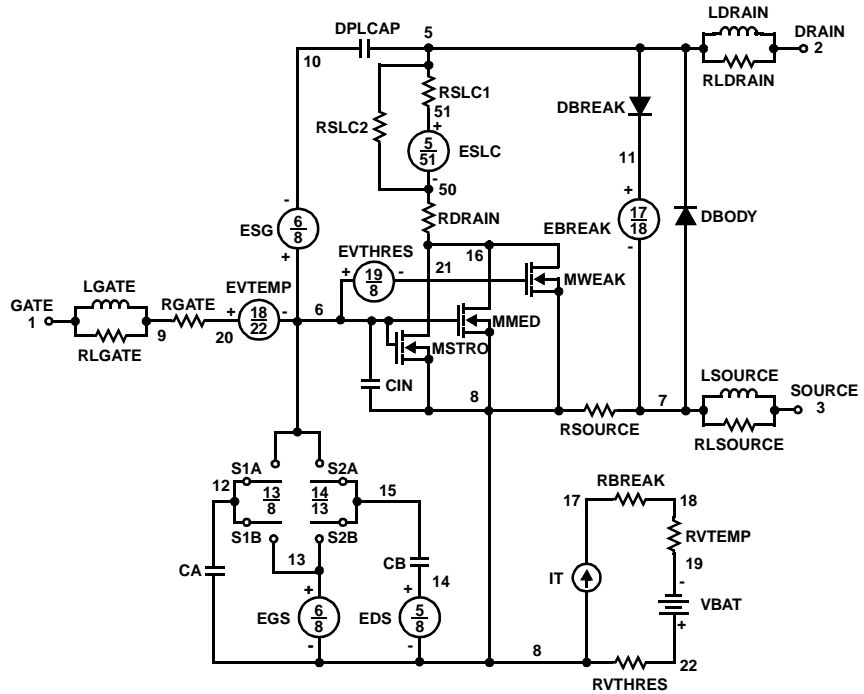 LDRAIN
DPLCAP 5 DRAIN
10 2
RLDRAIN
RSLC1
DBREAK
51
RSLC2 +
5
51
ESLC
- 11
- 50
+
6
8
ESG
RDRAIN
17
18
EBREAK
DBODY
+
EVTHRES
16 -
LGATE
EVTEMP
+ 19
8
- 21
MWEAK
GATE
1
RGATE
+ 18
22
- 6
MMED
9 20
RLGATE
MSTRO
CIN
LSOURCE
8 7 SOURCE
3
RSOURCE
RLSOURCE
S1A S2A
12 13
8
14
13
15
17 RBREAK 18
S1B S2B
RVTEMP
13
CA CB
19
14 IT -
+ +
VBAT
EGS 6
8
EDS 5
8
+
- -
8 22
RVTHRES